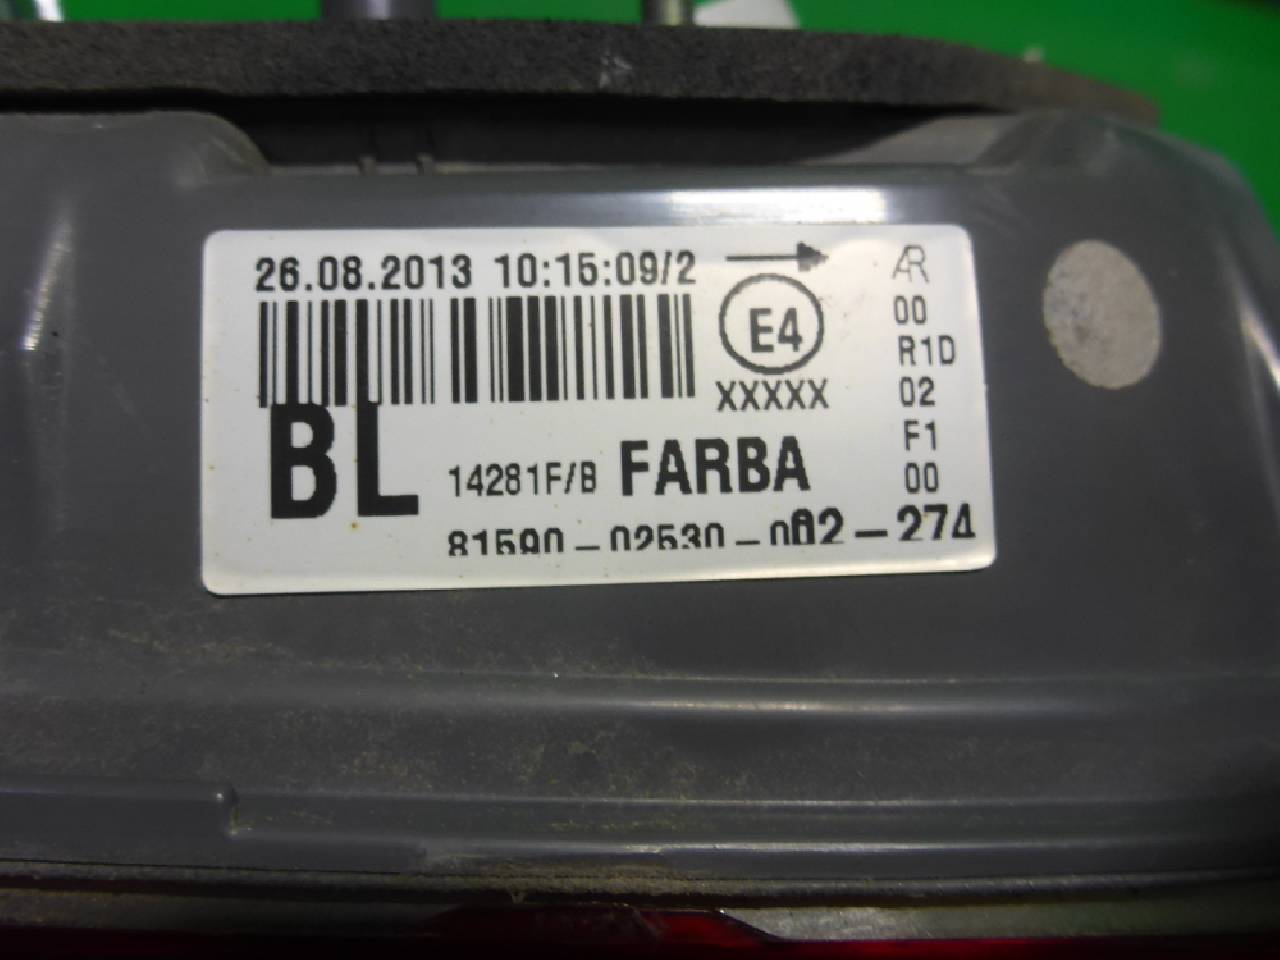 26.08.2013 10:15:09/2
E4
XXXXX
AR
00
R1D
02
F1
00
BL
14281F/B FARBA
81590-02530-002-274